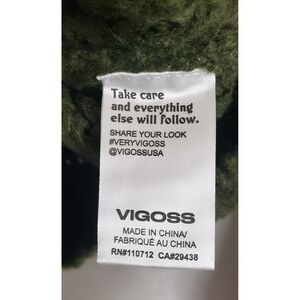 Take care
and everything
else will follow.
SHARE YOUR LOOK
#VERYVIGOSS
@VIGOSSUSA
VIGOSS
MADE IN CHINA/
FABRIQUÉ AU CHINA
RN#110712 CA#29438